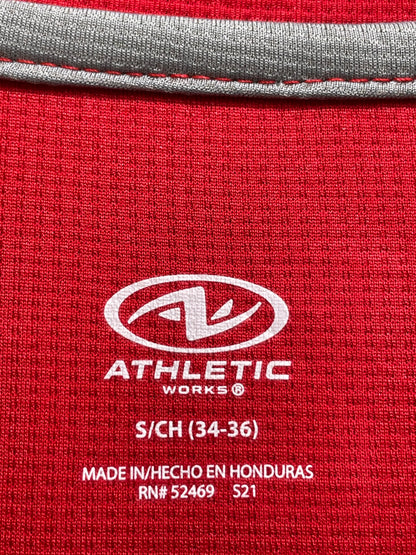 ATHLETIC
WORKS®
S/CH (34-36)
MADE IN/HECHO EN HONDURAS
RN# 52469 S21